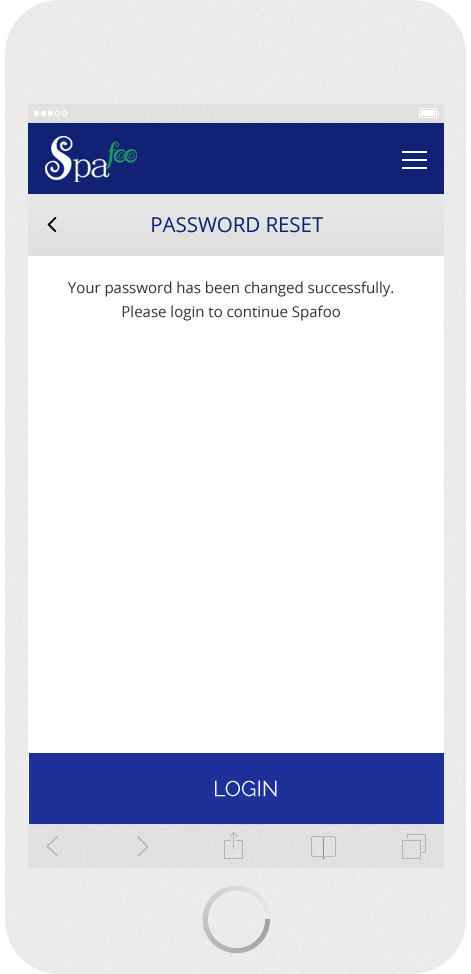 Spafoo
PASSWORD RESET
Your password has been changed successfully.
Please login to continue Spafoo
LOGIN